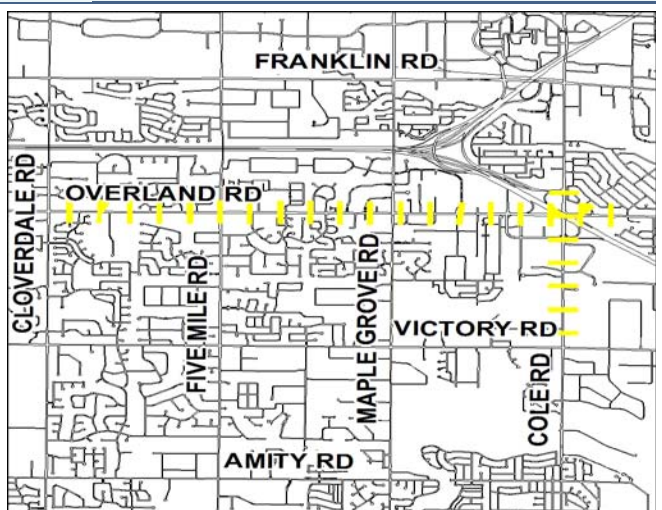 FRANKLIN RD
OVERLAND RD
CLOVERDALE RD
FIVE MILE RD
MAPLE GROVE RD
VICTORY RD
COLE RD
AMITY RD